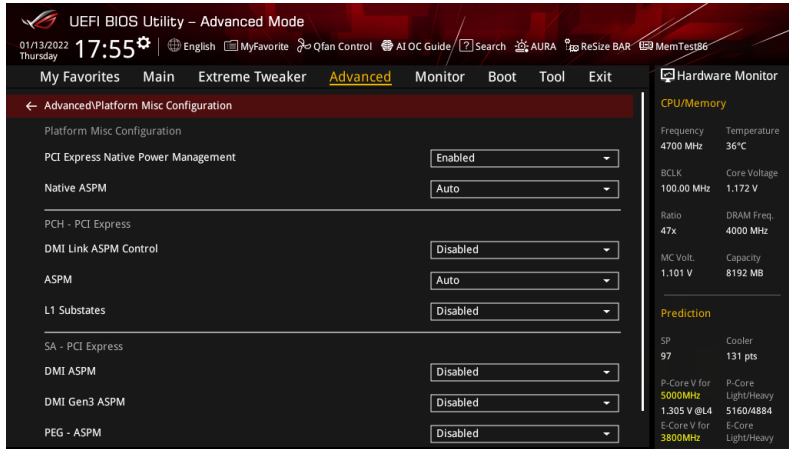 UEFI BIOS Utility – Advanced Mode
01/13/2022 Thursday 17:55 English MyFavorite Qfan Control AI OC Guide ? Search AURA ReSize BAR MemTest86
My Favorites Main Extreme Tweaker Advanced Monitor Boot Tool Exit
← Advanced\Platform Misc Configuration
Platform Misc Configuration
PCI Express Native Power Management Enabled
Native ASPM Auto
PCH - PCI Express
DMI Link ASPM Control Disabled
ASPM Auto
L1 Substates Disabled
SA - PCI Express
DMI ASPM Disabled
DMI Gen3 ASPM Disabled
PEG - ASPM Disabled
Hardware Monitor
CPU/Memory
Frequency Temperature
4700 MHz 36°C
BCLK Core Voltage
100.00 MHz 1.172 V
Ratio DRAM Freq.
47x 4000 MHz
MC Volt. Capacity
1.101 V 8192 MB
Prediction
SP Cooler
97 131 pts
P-Core V for P-Core
5000MHz Light/Heavy
1.305 V @L4 5160/4884
E-Core V for E-Core
3800MHz Light/Heavy